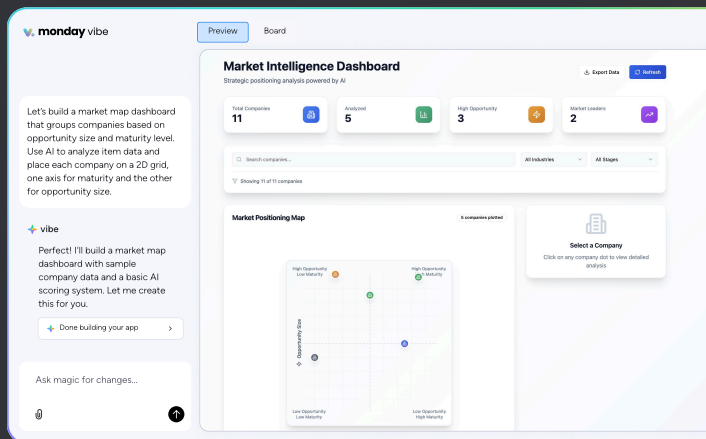 monday vibe
Preview
Board
Let's build a market map dashboard
that groups companies based on
opportunity size and maturity level.
Use AI to analyze item data and
place each company on a 2D grid,
one axis for maturity and the other
for opportunity size.
vibe
Perfect! I'll build a market map
dashboard with sample
company data and a basic AI
scoring system. Let me create
this for you.
Done building your app
Ask magic for changes...
Market Intelligence Dashboard
Strategic positioning analysis powered by AI
Export Data
Refresh
Total Companies
11
Analyzed
5
High Opportunity
3
Market Leaders
2
Search companies...
All Industries
All Stages
Showing 11 of 11 companies
Market Positioning Map
5 companies plotted
High Opportunity
Low Maturity
High Opportunity
h Maturity
Opportunity Size
Low Opportunity
Low Maturity
Low Opportunity
High Maturity
Select a Company
Click on any company dot to view detailed
analysis